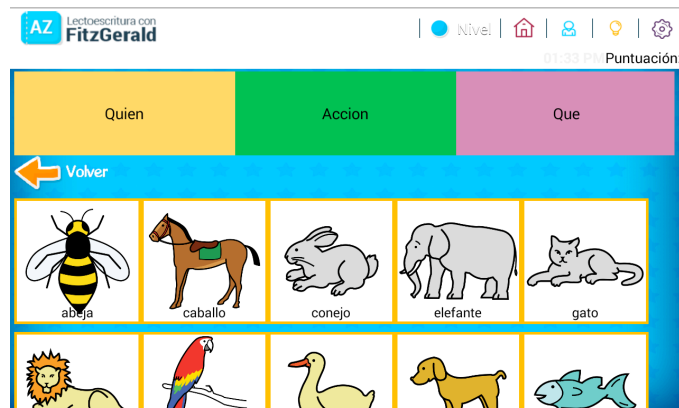 AZ
Lectoescritura con
FitzGerald
Nivel
01:33 PM Puntuación
Quien
Accion
Que
Volver
abeja
caballo
conejo
elefante
gato